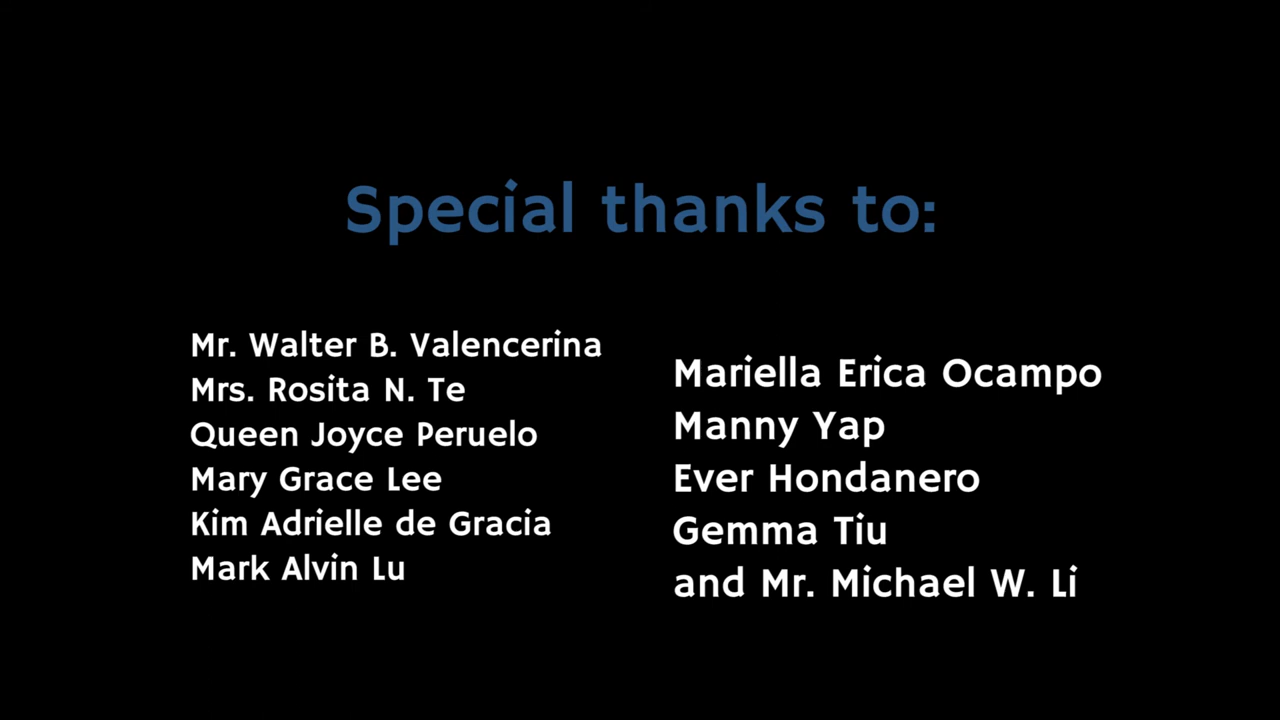 Special thanks to:
Mr. Walter B. Valencerina
Mrs. Rosita N. Te
Queen Joyce Peruelo
Mary Grace Lee
Kim Adrielle de Gracia
Mark Alvin Lu
Mariella Erica Ocampo
Manny Yap
Ever Hondanero
Gemma Tiu
and Mr. Michael W. Li